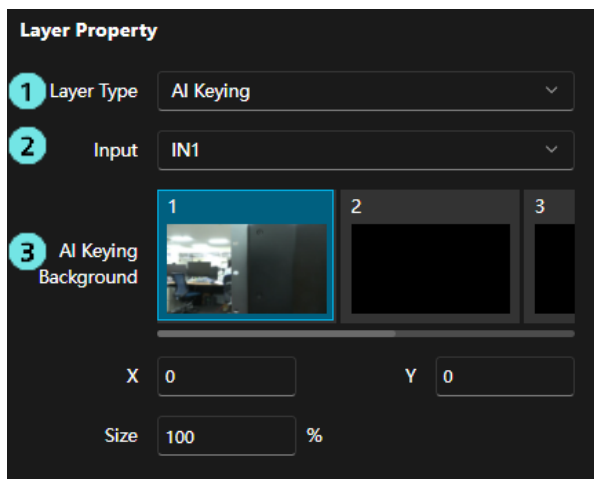 Layer Property
1 Layer Type AI Keying
2 Input IN1
1 2 3
3 AI Keying
Background
X 0 Y 0
Size 100 %